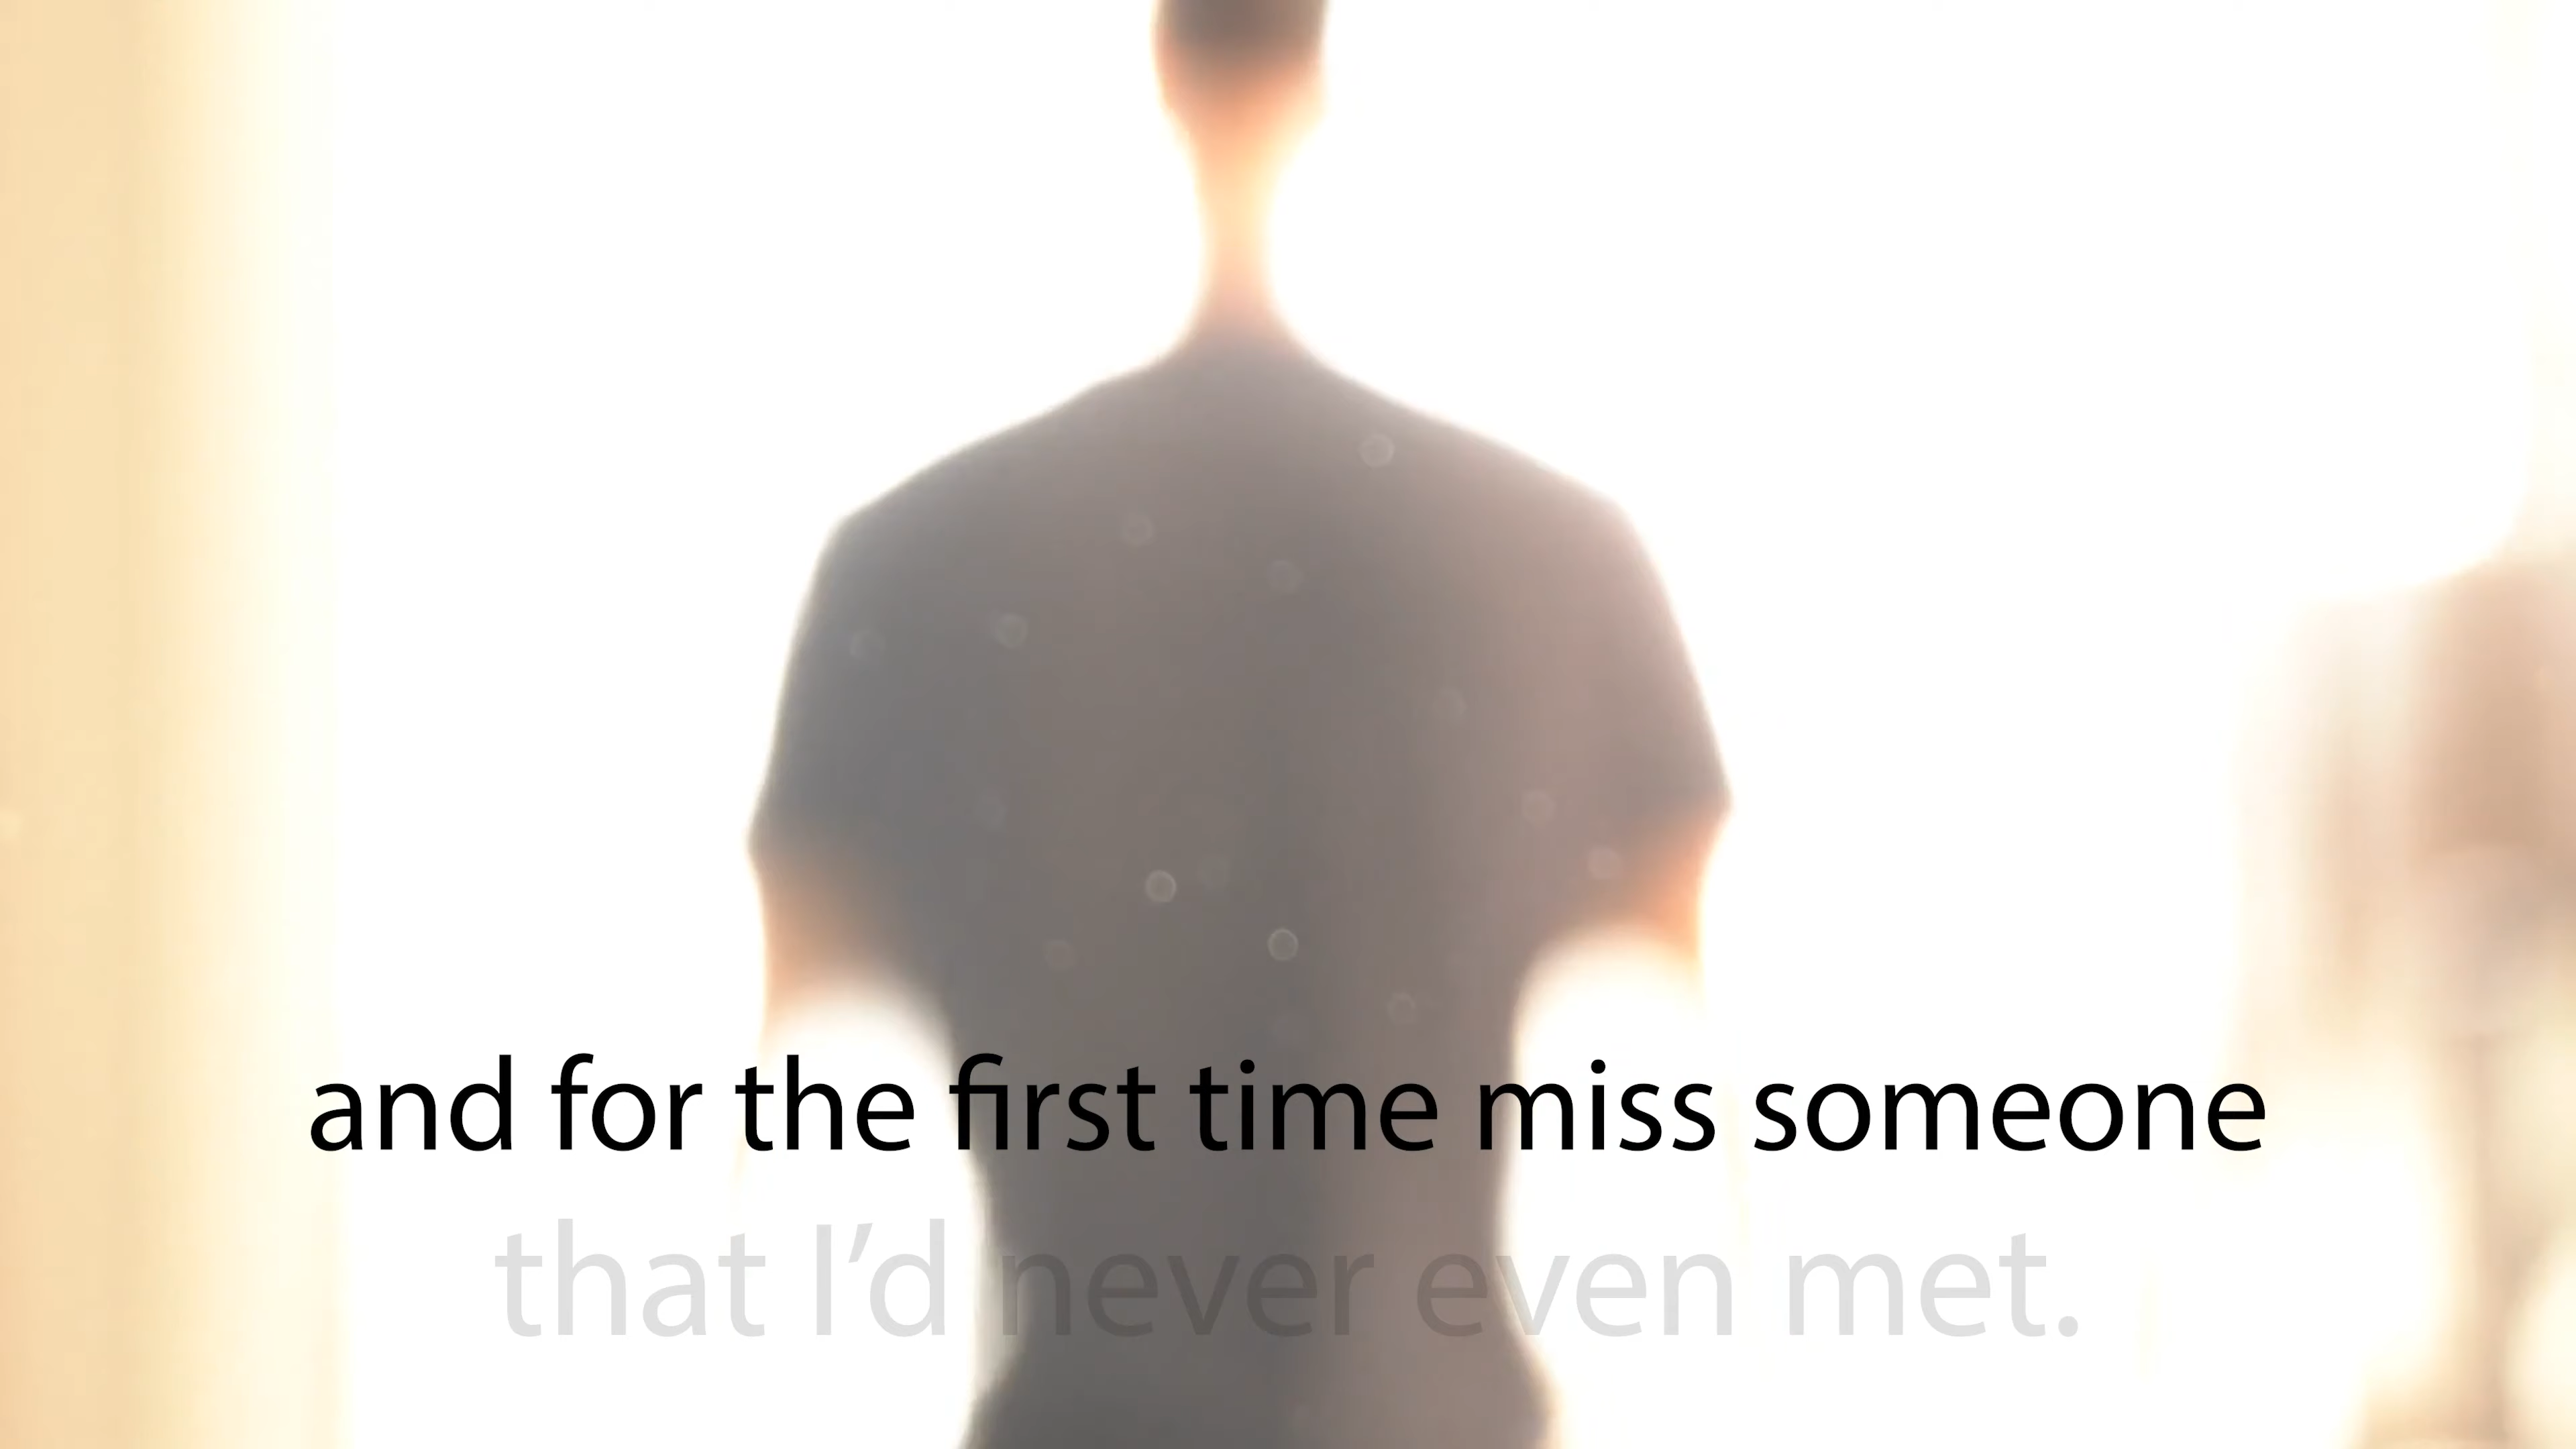 and for the first time miss someone
that I’d never even met.